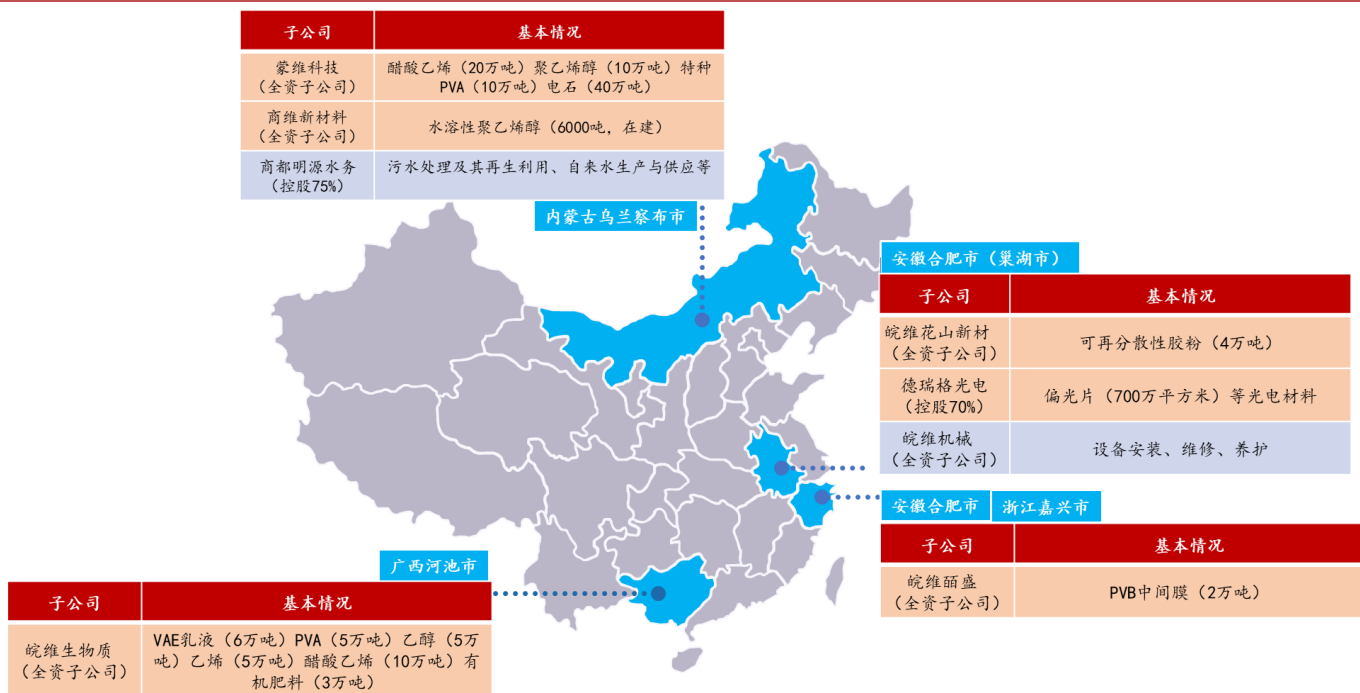 子公司 基本情况
蒙维科技
（全资子公司）
醋酸乙烯（20万吨）聚乙烯醇（10万吨）特种
PVA（10万吨）电石（40万吨）
商维新材料
（全资子公司）
水溶性聚乙烯醇（6000吨，在建）
商都明源水务
（控股75%）
污水处理及其再生利用、自来水生产与供应等
内蒙古乌兰察布市
安徽合肥市（巢湖市）
子公司 基本情况
皖维花山新材
（全资子公司）
可再分散性胶粉（4万吨）
德瑞格光电
（控股70%）
偏光片（700万平方米）等光电材料
皖维机械
（全资子公司）
设备安装、维修、养护
安徽合肥市 浙江嘉兴市
子公司 基本情况
皖维皕盛
（全资子公司）
PVB中间膜（2万吨）
广西河池市
子公司 基本情况
皖维生物质
（全资子公司）
VAE乳液（6万吨）PVA（5万吨）乙醇（5万
吨）乙烯（5万吨）醋酸乙烯（10万吨）有
机肥料（3万吨）